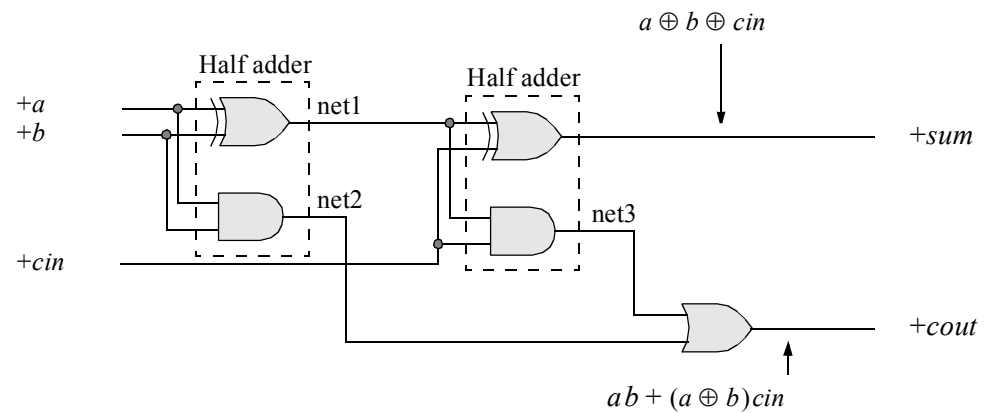 a ⊕ b ⊕ cin
Half adder
Half adder
+a
net1
+b
+sum
net2
net3
+cin
+cout
ab + (a ⊕ b)cin